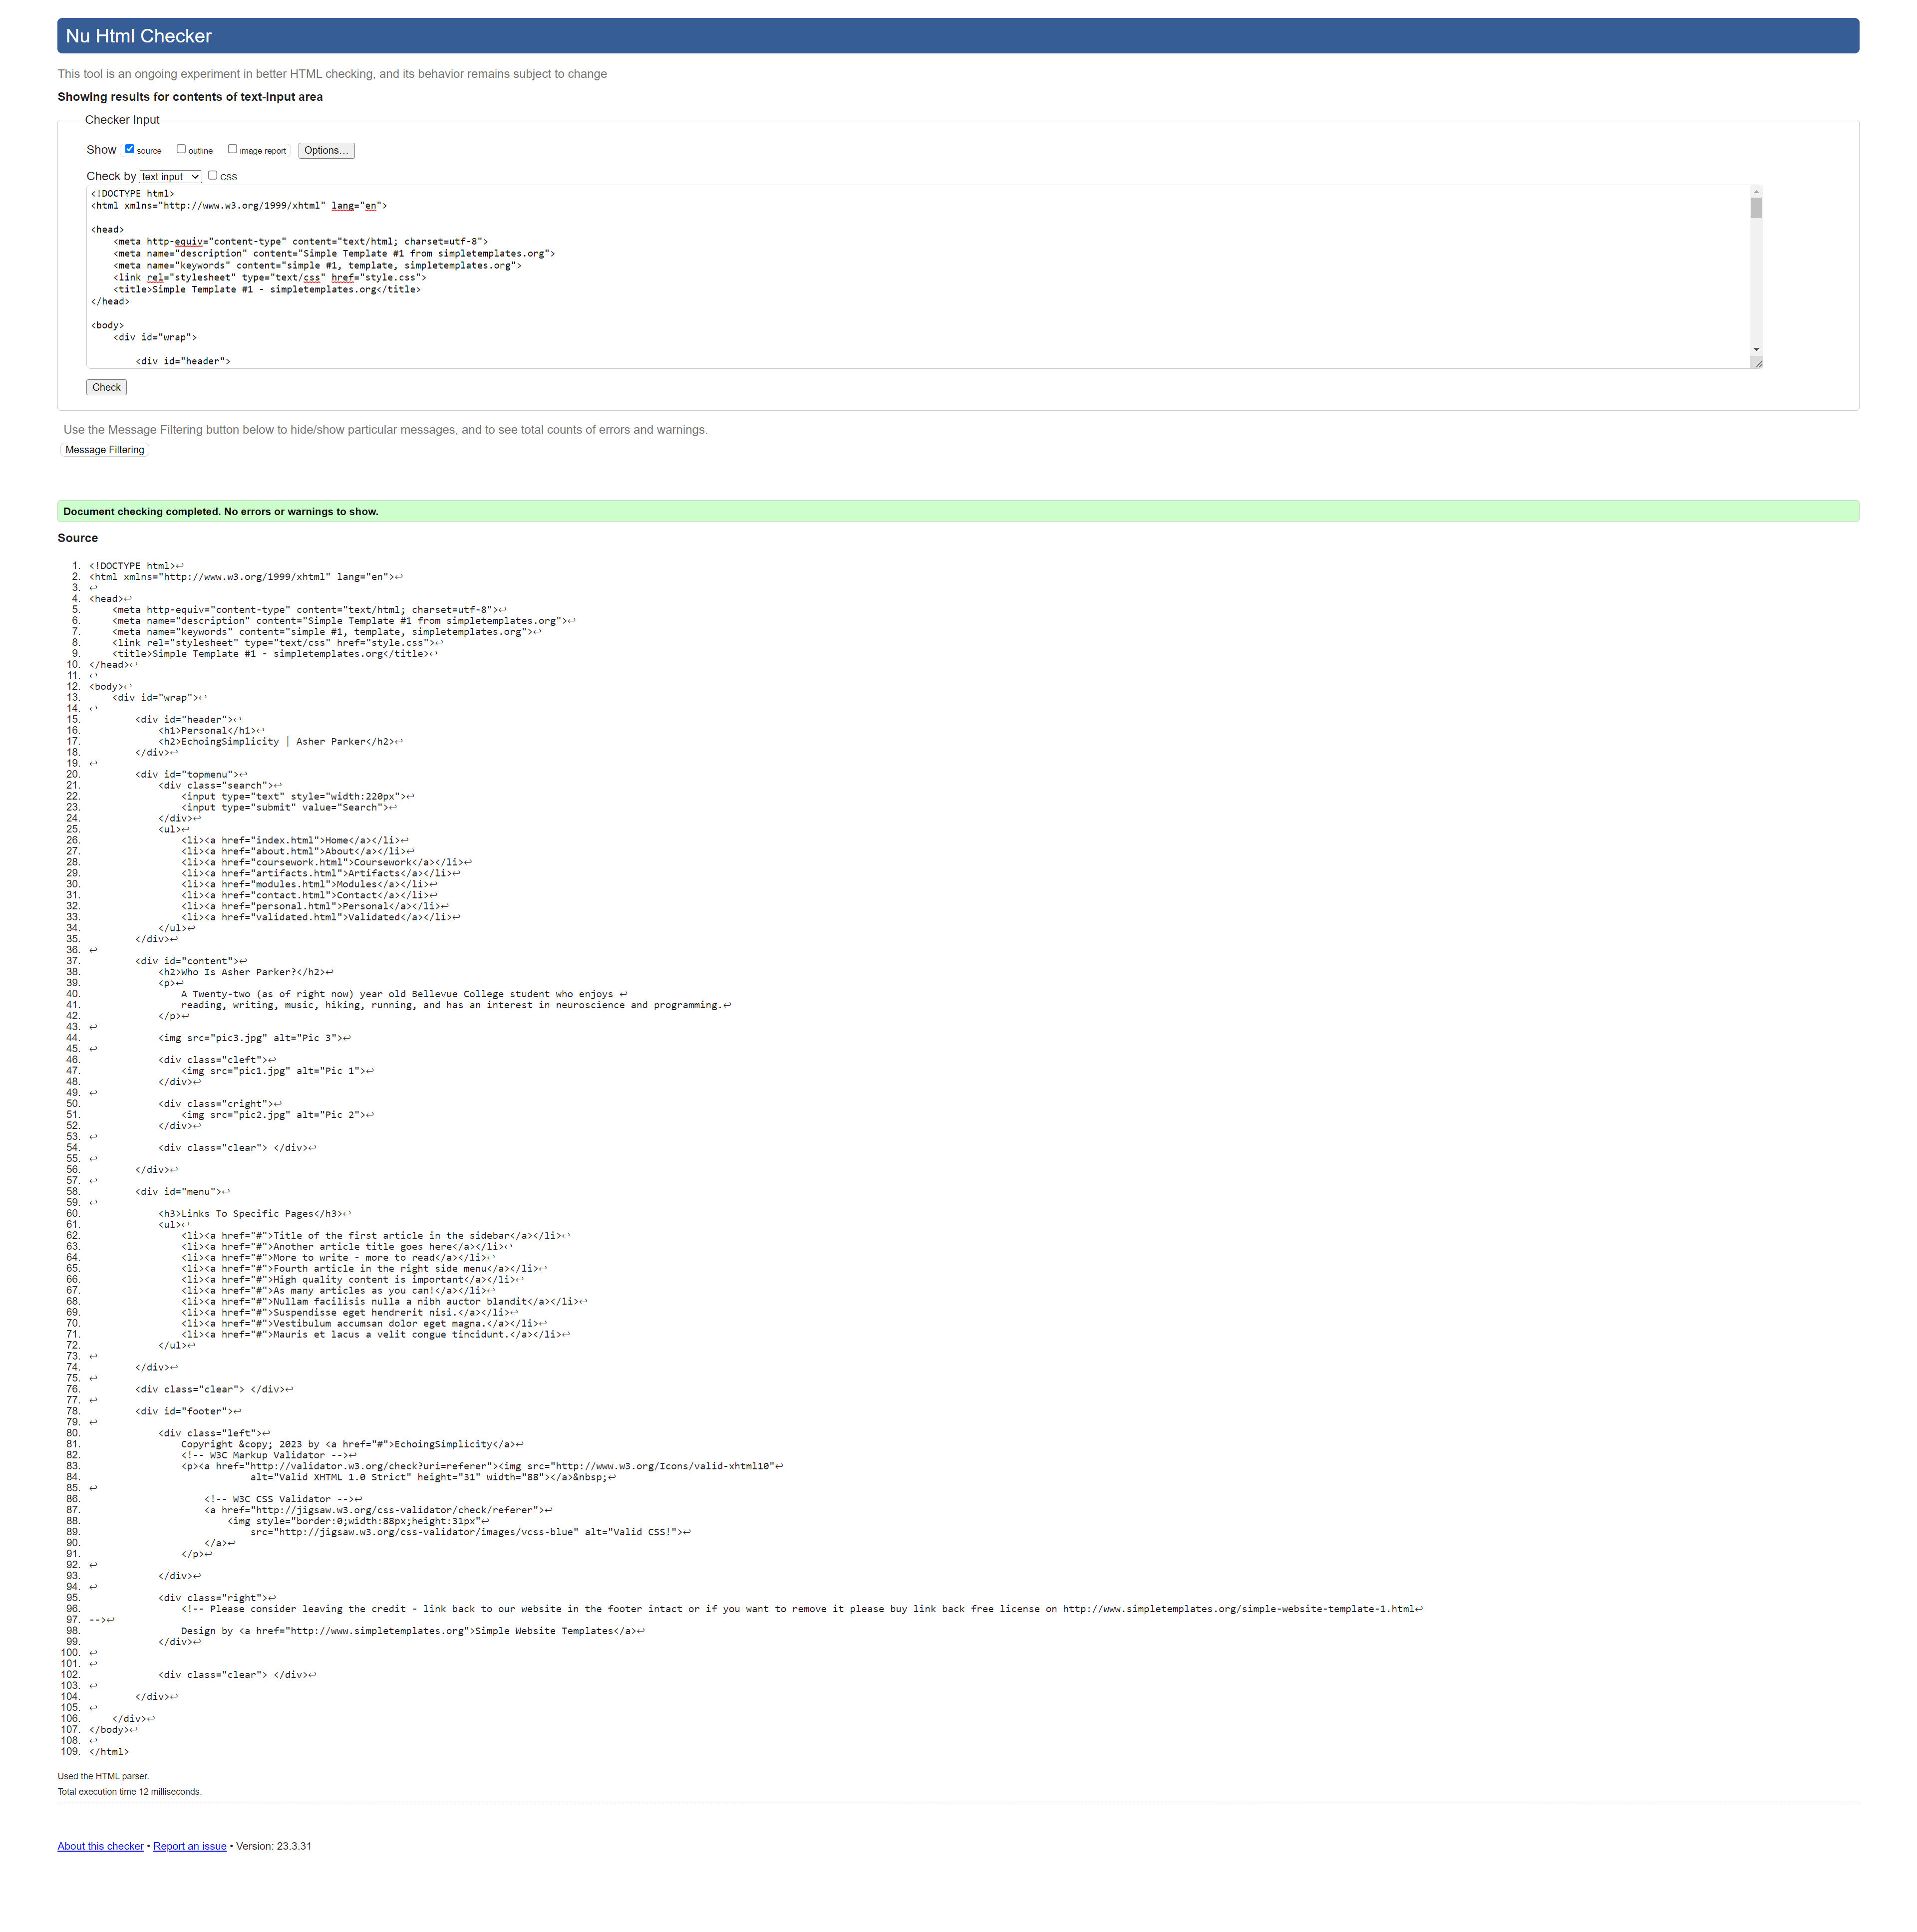 Nu Html Checker
This tool is an ongoing experiment in better HTML checking, and its behavior remains subject to change
Showing results for contents of text-input area
Checker Input
Show source outline image report Options...
Check by text input css
<!DOCTYPE html>
<html xmlns="http://www.w3.org/1999/xhtml" lang="en">
<head>
    <meta http-equiv="content-type" content="text/html; charset=utf-8">
    <meta name="description" content="Simple Template #1 from simpletemplates.org">
    <meta name="keywords" content="simple #1, template, simpletemplates.org">
    <link rel="stylesheet" type="text/css" href="style.css">
    <title>Simple Template #1 - simpletemplates.org</title>
</head>
<body>
    <div id="wrap">
        <div id="header">
Check
Use the Message Filtering button below to hide/show particular messages, and to see total counts of errors and warnings.
Message Filtering
Document checking completed. No errors or warnings to show.
Source
1. <!DOCTYPE html>↩
2. <html xmlns="http://www.w3.org/1999/xhtml" lang="en">↩
3. ↩
4. <head>↩
5.     <meta http-equiv="content-type" content="text/html; charset=utf-8">↩
6.     <meta name="description" content="Simple Template #1 from simpletemplates.org">↩
7.     <meta name="keywords" content="simple #1, template, simpletemplates.org">↩
8.     <link rel="stylesheet" type="text/css" href="style.css">↩
9.     <title>Simple Template #1 - simpletemplates.org</title>↩
10. </head>↩
11. ↩
12. <body>↩
13.     <div id="wrap">↩
14. ↩
15.         <div id="header">↩
16.             <h1>Personal</h1>↩
17.             <h2>EchoingSimplicity | Asher Parker</h2>↩
18.         </div>↩
19. ↩
20.         <div id="topmenu">↩
21.             <div class="search">↩
22.                 <input type="text" style="width:220px">↩
23.                 <input type="submit" value="Search">↩
24.             </div>↩
25.             <ul>↩
26.                 <li><a href="index.html">Home</a></li>↩
27.                 <li><a href="about.html">About</a></li>↩
28.                 <li><a href="coursework.html">Coursework</a></li>↩
29.                 <li><a href="artifacts.html">Artifacts</a></li>↩
30.                 <li><a href="modules.html">Modules</a></li>↩
31.                 <li><a href="contact.html">Contact</a></li>↩
32.                 <li><a href="personal.html">Personal</a></li>↩
33.                 <li><a href="validated.html">Validated</a></li>↩
34.             </ul>↩
35.         </div>↩
36. ↩
37.         <div id="content">↩
38.             <h2>Who Is Asher Parker?</h2>↩
39.             <p>↩
40.                 A Twenty-two (as of right now) year old Bellevue College student who enjoys ↩
41.                 reading, writing, music, hiking, running, and has an interest in neuroscience and programming.↩
42.             </p>↩
43. ↩
44.             <img src="pic3.jpg" alt="Pic 3">↩
45. ↩
46.             <div class="cleft">↩
47.                 <img src="pic1.jpg" alt="Pic 1">↩
48.             </div>↩
49. ↩
50.             <div class="cright">↩
51.                 <img src="pic2.jpg" alt="Pic 2">↩
52.             </div>↩
53. ↩
54.             <div class="clear"> </div>↩
55. ↩
56.         </div>↩
57. ↩
58.         <div id="menu">↩
59. ↩
60.             <h3>Links To Specific Pages</h3>↩
61.             <ul>↩
62.                 <li><a href="#">Title of the first article in the sidebar</a></li>↩
63.                 <li><a href="#">Another article title goes here</a></li>↩
64.                 <li><a href="#">More to write - more to read</a></li>↩
65.                 <li><a href="#">Fourth article in the right side menu</a></li>↩
66.                 <li><a href="#">High quality content is important</a></li>↩
67.                 <li><a href="#">As many articles as you can!</a></li>↩
68.                 <li><a href="#">Nullam facilisis nulla a nibh auctor blandit</a></li>↩
69.                 <li><a href="#">Suspendisse eget hendrerit nisi.</a></li>↩
70.                 <li><a href="#">Vestibulum accumsan dolor eget magna.</a></li>↩
71.                 <li><a href="#">Mauris et lacus a velit congue tincidunt.</a></li>↩
72.             </ul>↩
73. ↩
74.         </div>↩
75. ↩
76.         <div class="clear"> </div>↩
77. ↩
78.         <div id="footer">↩
79. ↩
80.             <div class="left">↩
81.                 Copyright &copy; 2023 by <a href="#">EchoingSimplicity</a>↩
82.                 <!-- W3C Markup Validator -->↩
83.                 <p><a href="http://validator.w3.org/check?uri=referer"><img src="http://www.w3.org/Icons/valid-xhtml10"↩
84.                             alt="Valid XHTML 1.0 Strict" height="31" width="88"></a>&nbsp;↩
85. ↩
86.                     <!-- W3C CSS Validator -->↩
87.                     <a href="http://jigsaw.w3.org/css-validator/check/referer">↩
88.                         <img style="border:0;width:88px;height:31px"↩
89.                             src="http://jigsaw.w3.org/css-validator/images/vcss-blue" alt="Valid CSS!">↩
90.                     </a>↩
91.                 </p>↩
92. ↩
93.             </div>↩
94. ↩
95.             <div class="right">↩
96.                 <!-- Please consider leaving the credit - link back to our website in the footer intact or if you want to remove it please buy link back free license on http://www.simpletemplates.org/simple-website-template-1.html↩
97. -->↩
98.                 Design by <a href="http://www.simpletemplates.org">Simple Website Templates</a>↩
99.             </div>↩
100. ↩
101. ↩
102.             <div class="clear"> </div>↩
103. ↩
104.         </div>↩
105. ↩
106.     </div>↩
107. </body>↩
108. ↩
109. </html>
Used the HTML parser.
Total execution time 12 milliseconds.
About this checker • Report an issue • Version: 23.3.31